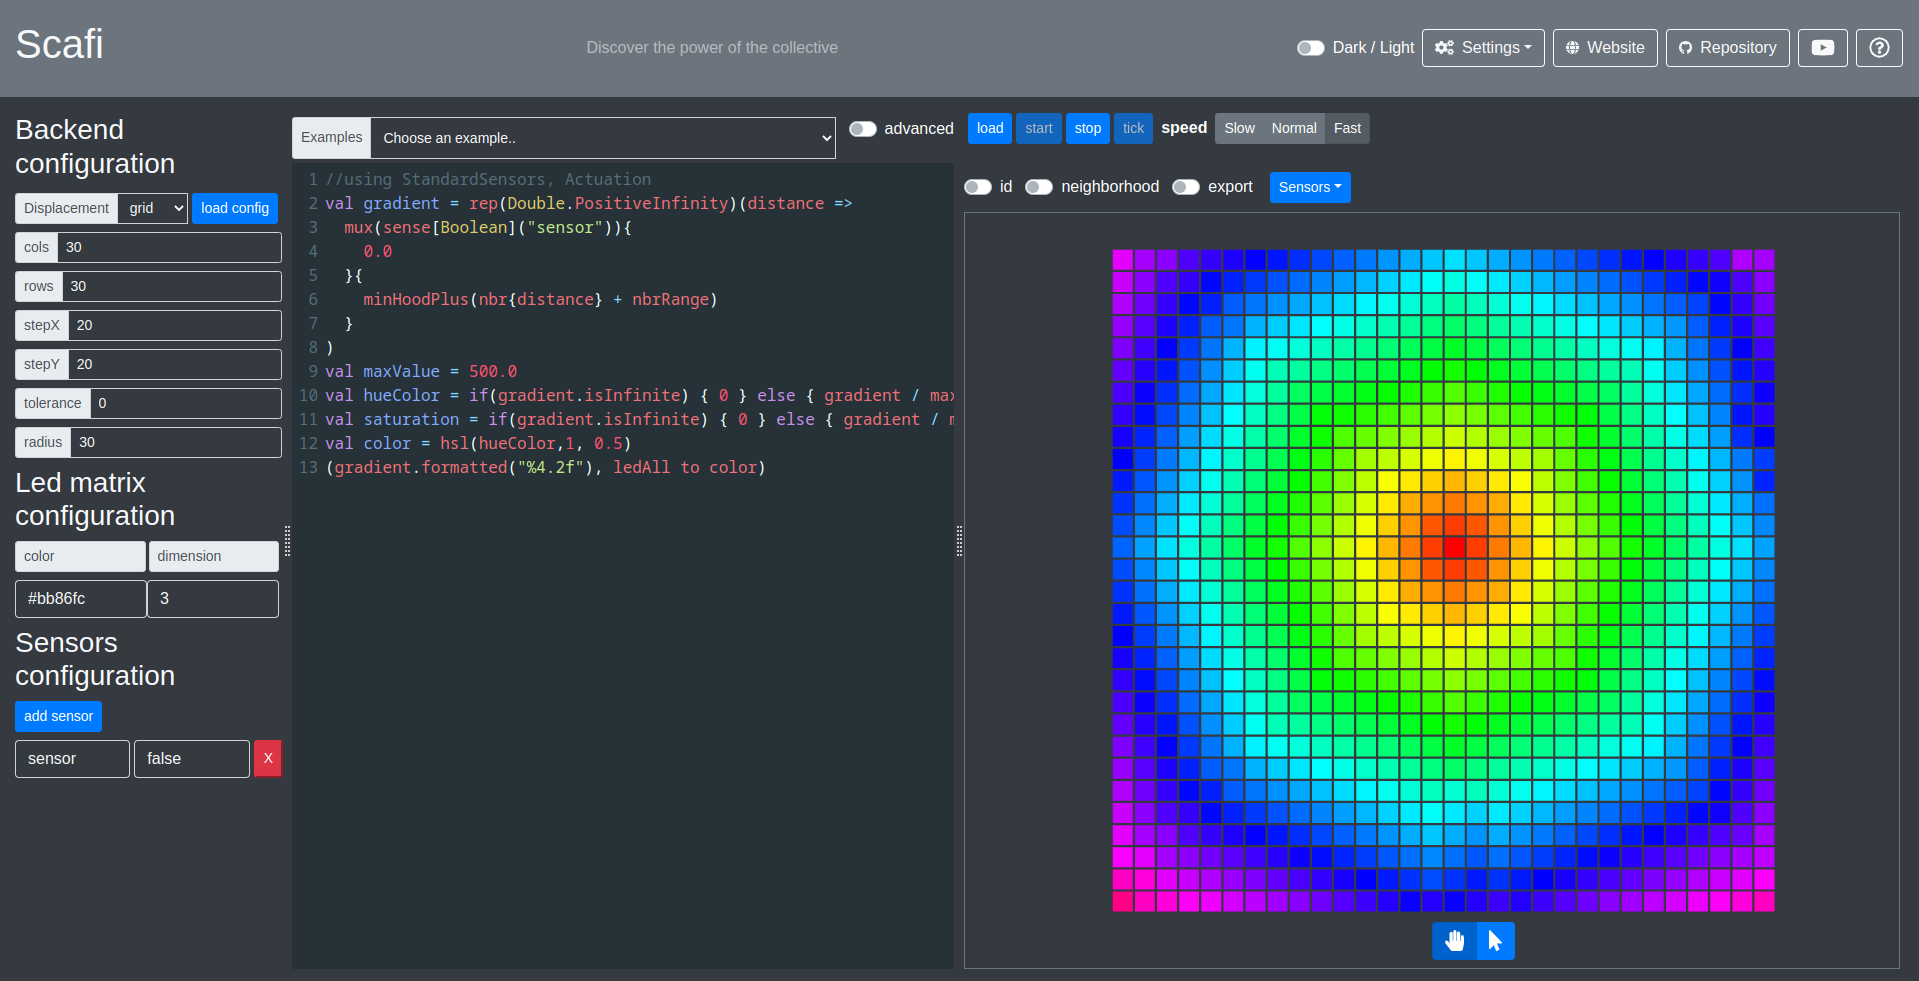 Scafi
Discover the power of the collective
Dark / Light
Settings
Website
Repository
Backend
configuration
Displacement
grid
load config
cols
30
rows
30
stepX
20
stepY
20
tolerance
0
radius
30
Led matrix
configuration
color
dimension
#bb86fc
3
Sensors
configuration
add sensor
sensor
false
X
Examples
Choose an example..
advanced
1 //using StandardSensors, Actuation
2 val gradient = rep(Double.PositiveInfinity)(distance =>
3 mux(sense[Boolean]("sensor")){
4 0.0
5 }{
6 minHoodPlus(nbr{distance} + nbrRange)
7 }
8 )
9 val maxValue = 500.0
10 val hueColor = if(gradient.isInfinite) { 0 } else { gradient / max
11 val saturation = if(gradient.isInfinite) { 0 } else { gradient /
12 val color = hsl(hueColor,1, 0.5)
13 (gradient.formatted("%4.2f"), ledAll to color)
load
start
stop
tick
speed
Slow
Normal
Fast
id
neighborhood
export
Sensors